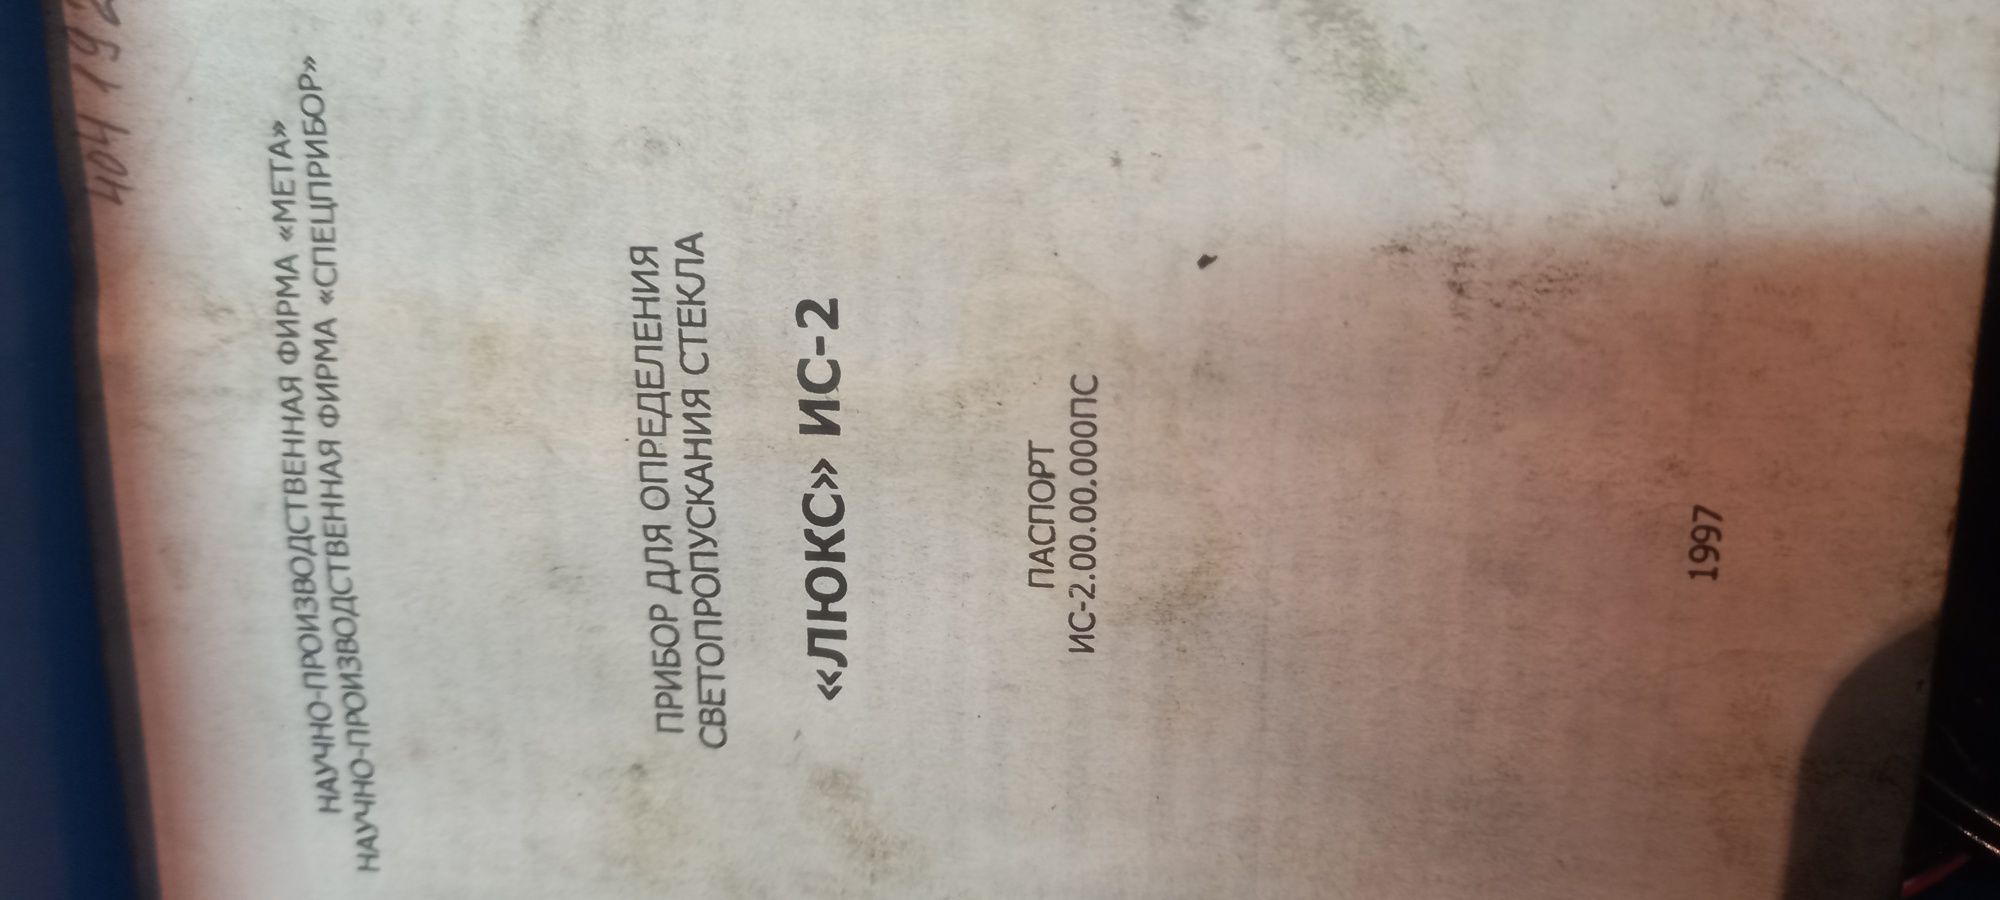 НАУЧНО-ПРОИЗВОДСТВЕННАЯ ФИРМА «МЕТА»
НАУЧНО-ПРОИЗВОДСТВЕННАЯ ФИРМА «СПЕЦПРИБОР»
ПРИБОР ДЛЯ ОПРЕДЕЛЕНИЯ
СВЕТОПРОПУСКАНИЯ СТЕКЛА
«ЛЮКС» ИС-2
ПАСПОРТ
ИС-2.00.00.000ПС
1997